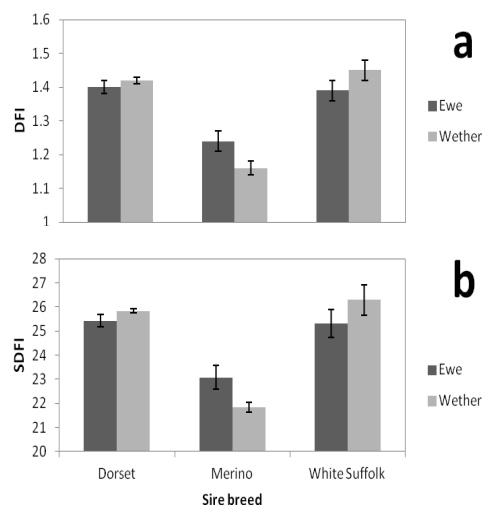 1.6
1.5
1.4
1.3
1.2
1.1
1
DFI
a
Ewe
Wether
28
27
26
25
24
23
22
21
20
SDFI
b
Ewe
Wether
Dorset Merino White Suffolk
Sire breed